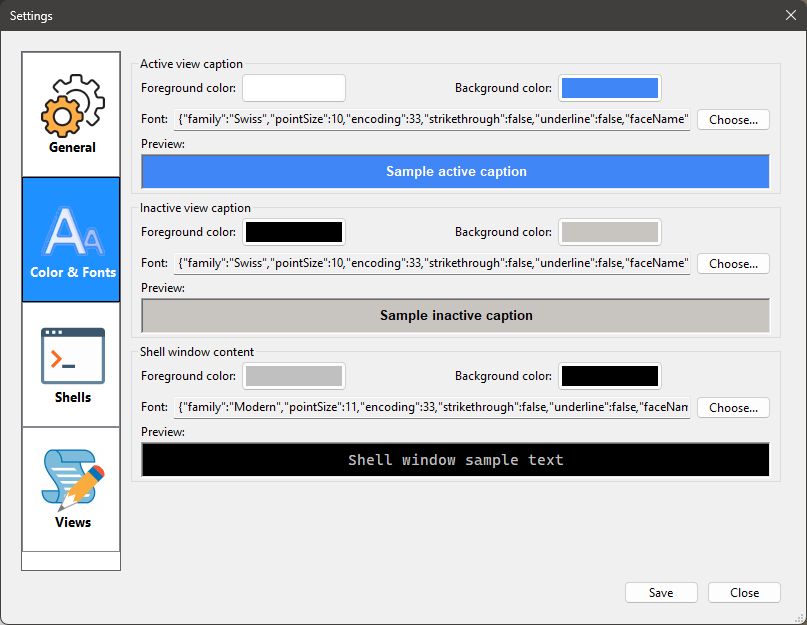 Settings
General
Color & Fonts
Shells
Views
Active view caption
Foreground color:
Background color:
Font: {"family":"Swiss","pointSize":10,"encoding":33,"strikethrough":false,"underline":false,"faceName" Choose...
Preview:
Sample active caption
Inactive view caption
Foreground color:
Background color:
Font: {"family":"Swiss","pointSize":10,"encoding":33,"strikethrough":false,"underline":false,"faceName" Choose...
Preview:
Sample inactive caption
Shell window content
Foreground color:
Background color:
Font: {"family":"Modern","pointSize":11,"encoding":33,"strikethrough":false,"underline":false,"faceNam Choose...
Preview:
Shell window sample text
Save
Close